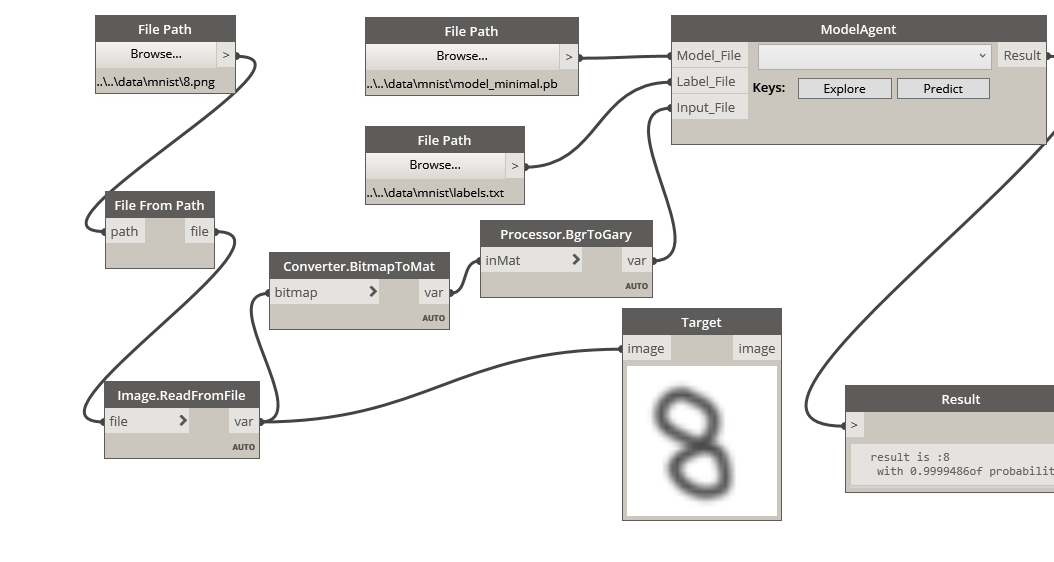 File Path
Browse... >
..\..\data\mnist\8.png
File Path
Browse... >
..\..\data\mnist\model_minimal.pb
ModelAgent
Model_File Result
Label_File
Keys: Explore Predict
Input_File
File Path
Browse... >
..\..\data\mnist\labels.txt
File From Path
path file
Processor.BgrToGary
inMat > var
AUTO
Converter.BitmapToMat
bitmap > var
AUTO
Target
image image
8
Image.ReadFromFile
file > var
AUTO
Result
>
result is :8
with 0.9999486of probabilit